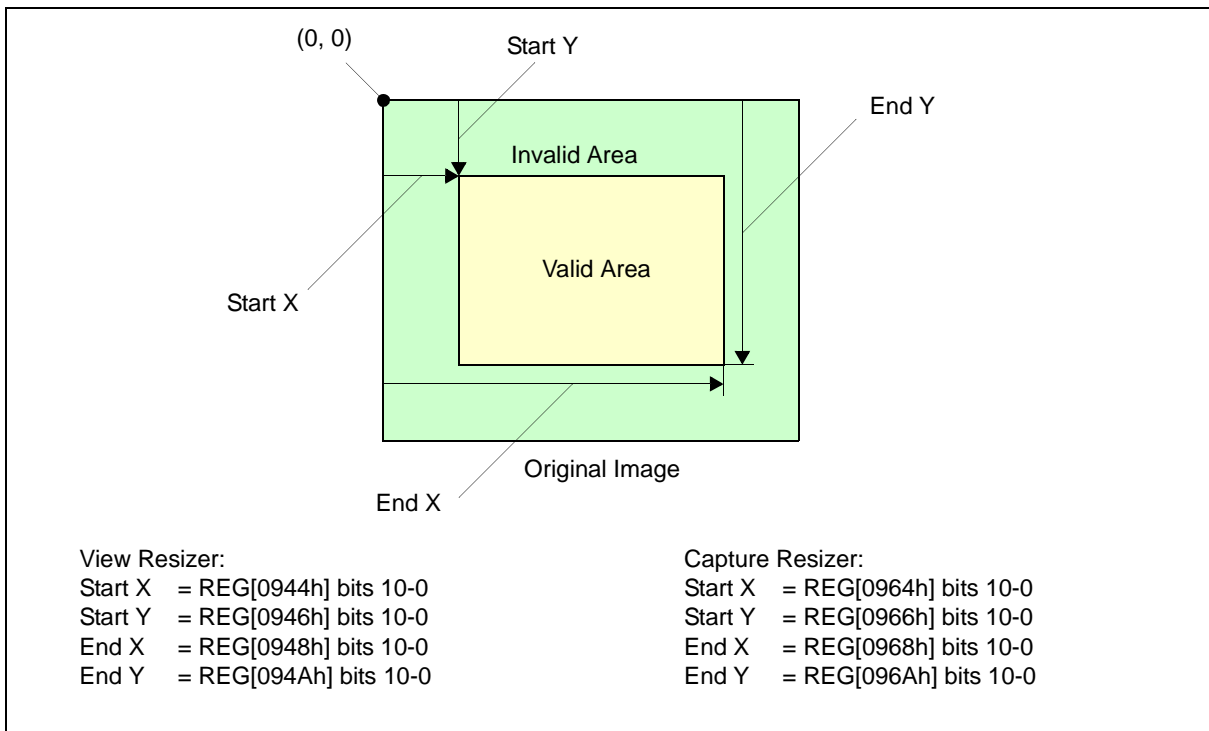 (0, 0)
Start Y
End Y
Invalid Area
Valid Area
Start X
Original Image
End X
View Resizer:
Start X = REG[0944h] bits 10-0
Start Y = REG[0946h] bits 10-0
End X = REG[0948h] bits 10-0
End Y = REG[094Ah] bits 10-0
Capture Resizer:
Start X = REG[0964h] bits 10-0
Start Y = REG[0966h] bits 10-0
End X = REG[0968h] bits 10-0
End Y = REG[096Ah] bits 10-0